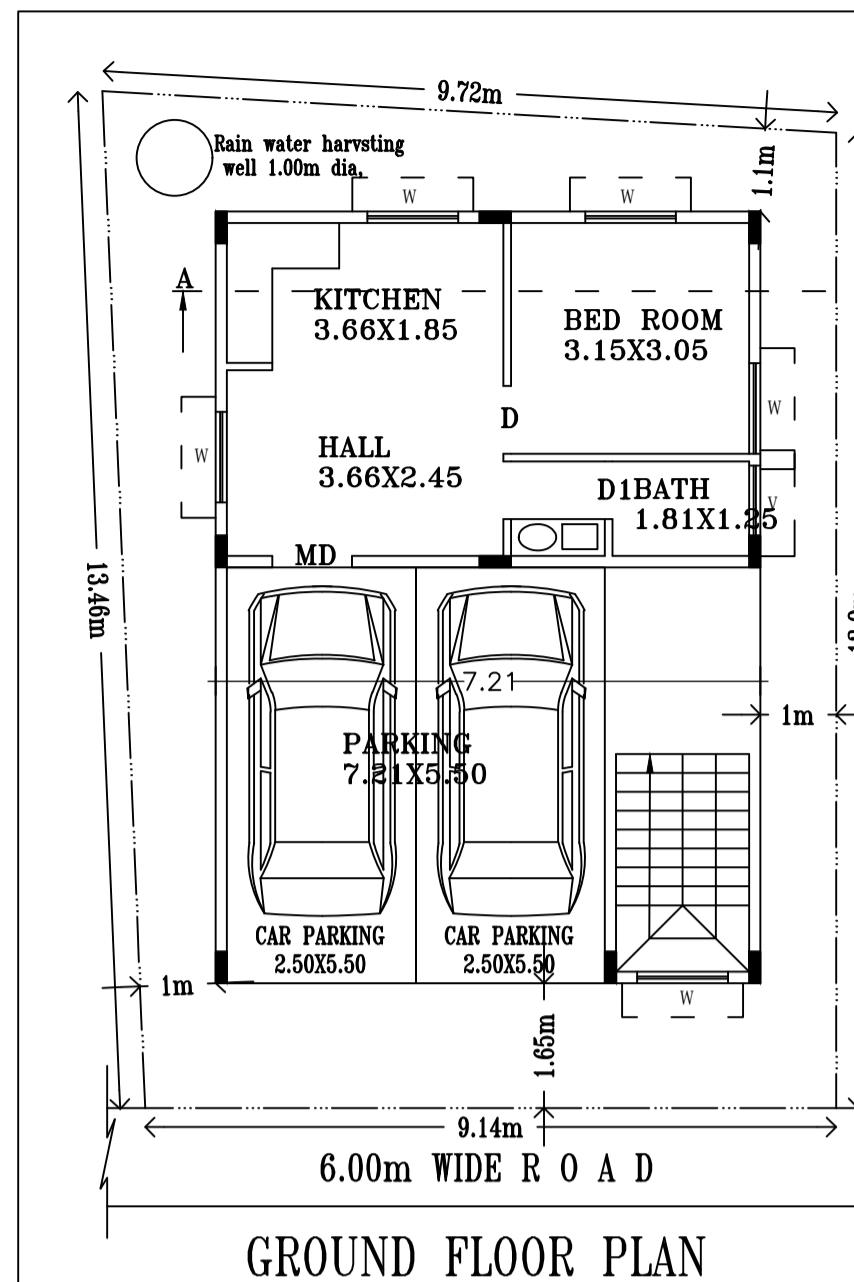 9.72m
Rain water harvsting
well 1.00m dia,
1.1m
W
W
A
KITCHEN
3.66X1.85
BED ROOM
3.15X3.05
W
D
W
HALL
3.66X2.45
D1BATH
1.81X1.25
V
MD
13.46m
7.21
1m
PARKING
7.21X5.50
CAR PARKING
2.50X5.50
CAR PARKING
2.50X5.50
1m
W
1.65m
9.14m
6.00m WIDE R O A D
GROUND FLOOR PLAN